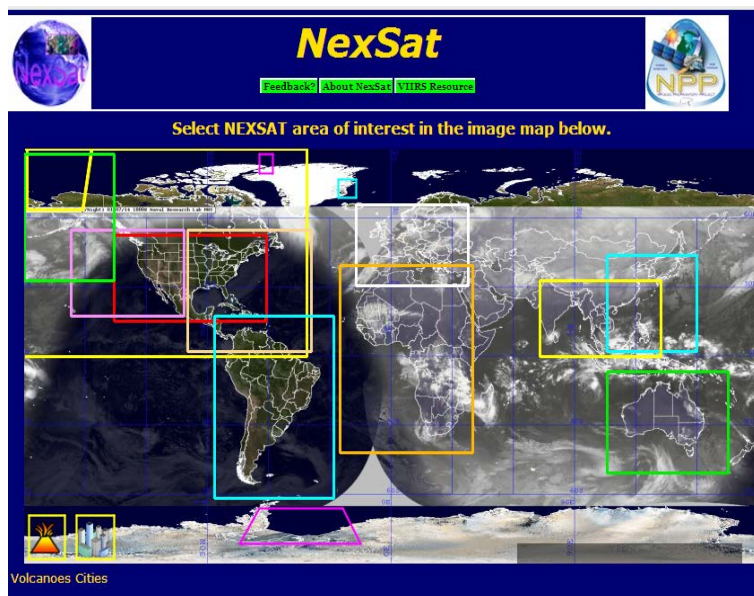 NexSat
NexSat
Feedback? About NexSat VIIRS Resource
NPP
Select NEXSAT area of interest in the image map below.
Volcanoes Cities